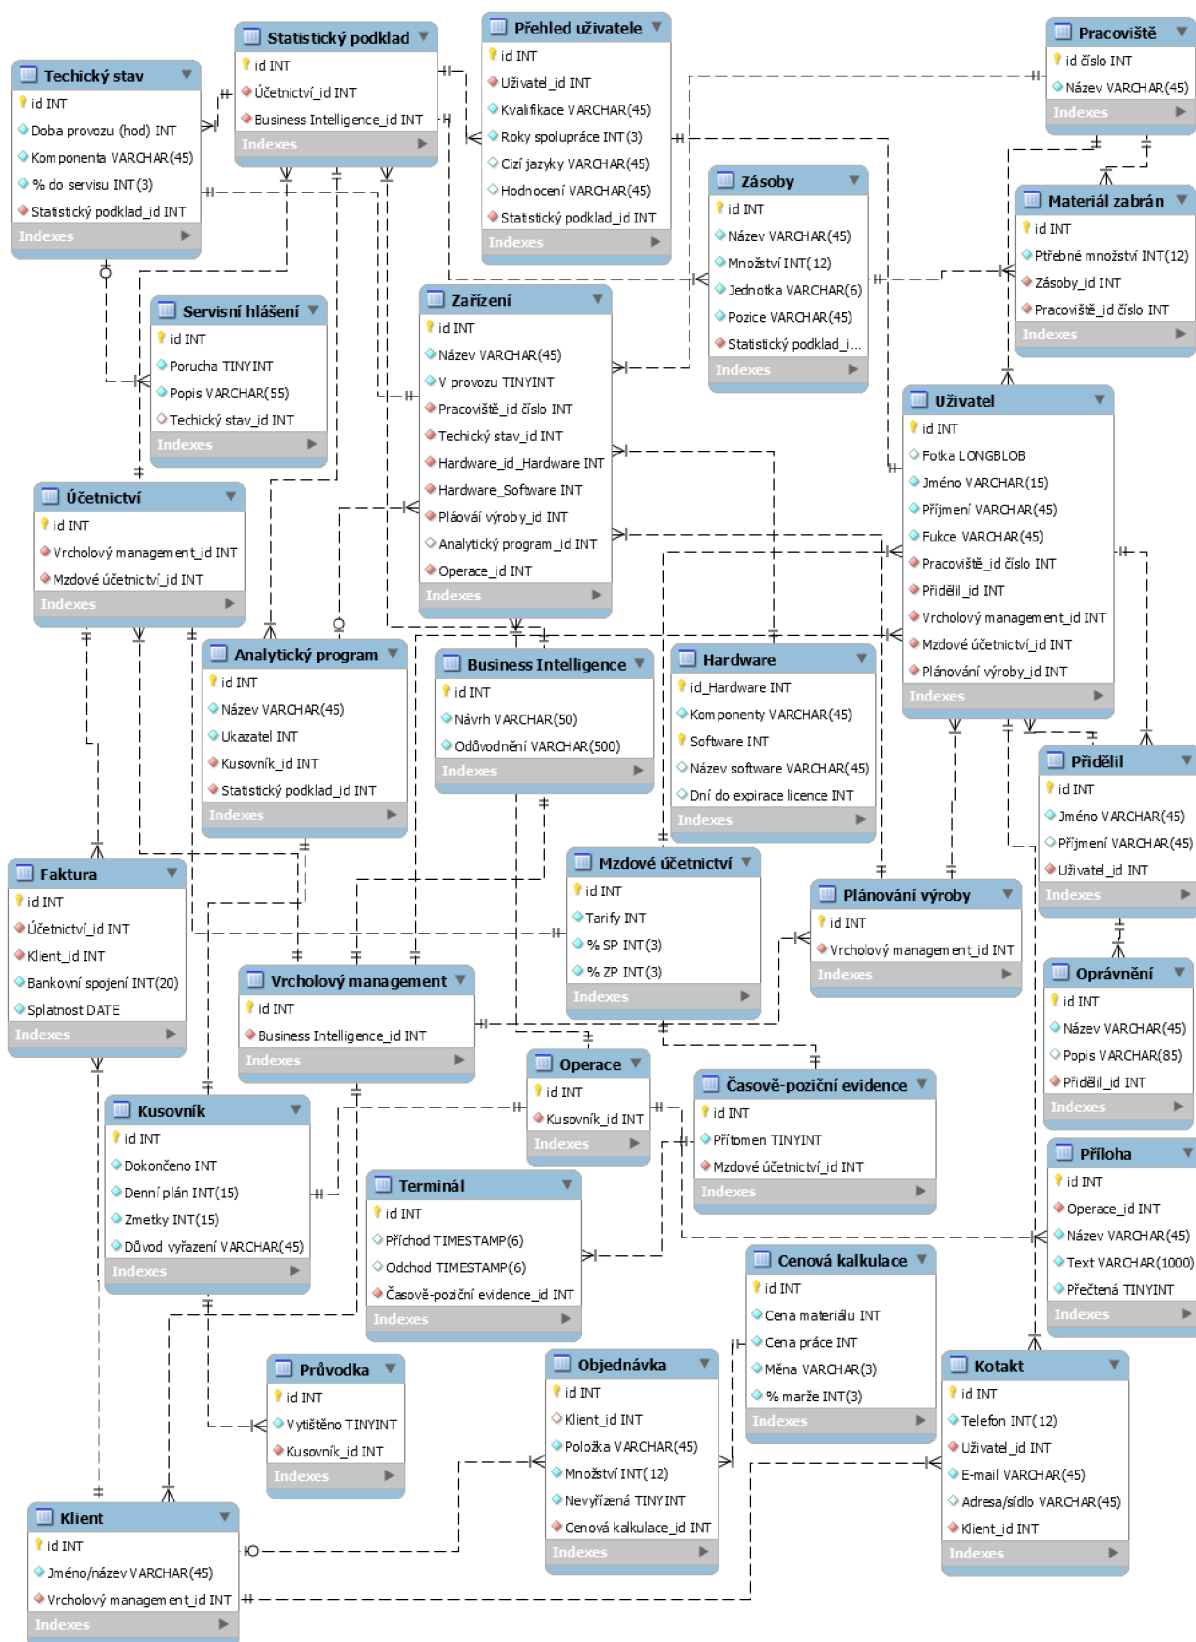 Statistický podklad
id INT
Účetnictví_id INT
Business Intelligence_id INT
Indexes
Přehled uživatele
id INT
Uživatel_id INT
Kvalifikace VARCHAR(45)
Roky spolupráce INT(3)
Cizí jazyky VARCHAR(45)
Hodnocení VARCHAR(45)
Statistický podklad_id INT
Indexes
Pracoviště
id číslo INT
Název VARCHAR(45)
Indexes
Techický stav
id INT
Doba provozu (hod) INT
Komponenta VARCHAR(45)
% do servisu INT(3)
Statistický podklad_id INT
Indexes
Zásoby
id INT
Název VARCHAR(45)
Množství INT(12)
Jednotka VARCHAR(6)
Pozice VARCHAR(45)
Statistický podklad_i...
Indexes
Materiál zabrán
id INT
Ptřebné množství INT(12)
Zásoby_id INT
Pracoviště_id číslo INT
Indexes
Servisní hlášení
id INT
Porucha TINYINT
Popis VARCHAR(55)
Techický stav_id INT
Indexes
Zařízení
id INT
Název VARCHAR(45)
V provozu TINYINT
Pracoviště_id číslo INT
Techický stav_id INT
Hardware_id_Hardware INT
Hardware_Software INT
Pláováí výroby_id INT
Analytický program_id INT
Operace_id INT
Indexes
Uživatel
id INT
Fotka LONGBLOB
Jméno VARCHAR(15)
Příjmení VARCHAR(45)
Fukce VARCHAR(45)
Pracoviště_id číslo INT
Přidělil_id INT
Vrcholový management_id INT
Mzdové účetnictví_id INT
Plánování výroby_id INT
Indexes
Účetnictví
id INT
Vrcholový management_id INT
Mzdové účetnictví_id INT
Indexes
Analytický program
id INT
Název VARCHAR(45)
Ukazatel INT
Kusovník_id INT
Statistický podklad_id INT
Indexes
Business Intelligence
id INT
Návrh VARCHAR(50)
Odůvodnění VARCHAR(500)
Indexes
Hardware
id_Hardware INT
Komponenty VARCHAR(45)
Software INT
Název software VARCHAR(45)
Dní do expirace licence INT
Indexes
Přidělil
id INT
Jméno VARCHAR(45)
Příjmení VARCHAR(45)
Uživatel_id INT
Indexes
Faktura
id INT
Účetnictví_id INT
Klient_id INT
Bankovní spojení INT(20)
Splatnost DATE
Indexes
Mzdové účetnictví
id INT
Tarify INT
% SP INT(3)
% ZP INT(3)
Indexes
Plánování výroby
id INT
Vrcholový management_id INT
Indexes
Vrcholový management
id INT
Business Intelligence_id INT
Indexes
Oprávnění
id INT
Název VARCHAR(45)
Popis VARCHAR(85)
Přidělil_id INT
Indexes
Operace
id INT
Kusovník_id INT
Indexes
Časově-poziční evidence
id INT
Přítomen TINYINT
Mzdové účetnictví_id INT
Indexes
Kusovník
id INT
Dokončeno INT
Denní plán INT(15)
Zmetky INT(15)
Důvod vyřazení VARCHAR(45)
Indexes
Příloha
id INT
Operace_id INT
Název VARCHAR(45)
Text VARCHAR(1000)
Přečtená TINYINT
Indexes
Terminál
id INT
Příchod TIMESTAMP(6)
Odchod TIMESTAMP(6)
Časově-poziční evidence_id INT
Indexes
Cenová kalkulace
id INT
Cena materiálu INT
Cena práce INT
Měna VARCHAR(3)
% marže INT(3)
Indexes
Průvodka
id INT
Vytištěno TINYINT
Kusovník_id INT
Indexes
Objednávka
id INT
Klient_id INT
Položka VARCHAR(45)
Množství INT(12)
Nevyřízená TINYINT
Cenová kalkulace_id INT
Indexes
Kotakt
id INT
Telefon INT(12)
Uživatel_id INT
E-mail VARCHAR(45)
Adresa/sídlo VARCHAR(45)
Klient_id INT
Indexes
Klient
id INT
Jméno/název VARCHAR(45)
Vrcholový management_id INT
Indexes